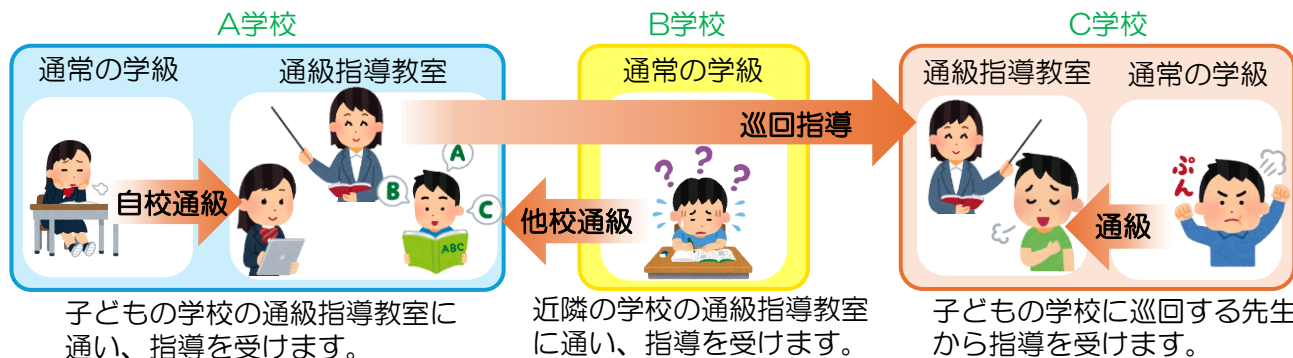 A学校
通常の学級
通級指導教室
自校通級
A
B
C
ABC
子どもの学校の通級指導教室に
通い、指導を受けます。
B学校
通常の学級
巡回指導
???
他校通級
近隣の学校の通級指導教室
に通い、指導を受けます。
C学校
通級指導教室
通常の学級
ぷん
通級
子どもの学校に巡回する先生
から指導を受けます。